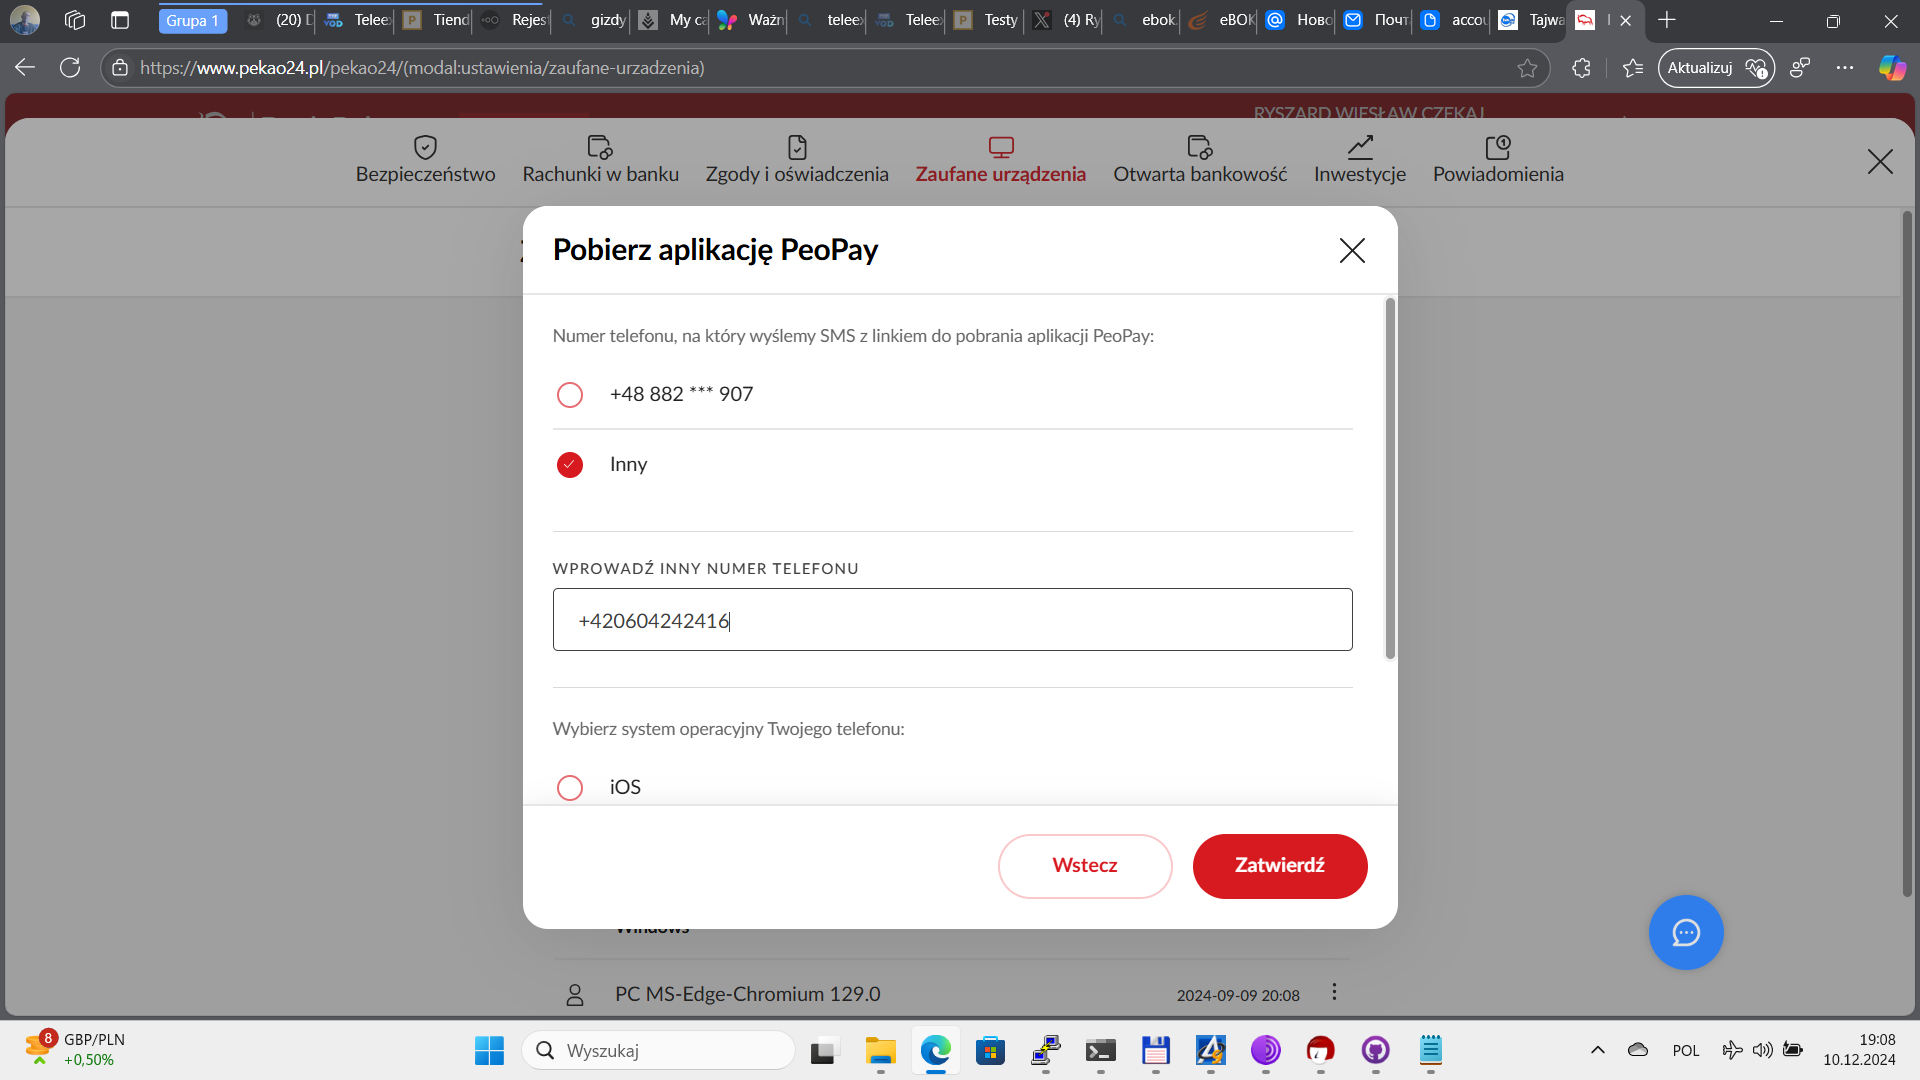 Grupa 1
(20)
Teleex
Tiend
Rejest
gizdy
My ca
Ważn
teleex
Teleex
Testy
(4) Ry
ebok.
eBOK
Ново
Почт
accou
Tajwa
https://www.pekao24.pl/pekao24/(modal:ustawienia/zaufane-urzadzenia)
Aktualizuj
RYSZARD WIESŁAW CZEKAJ
Bezpieczeństwo
Rachunki w banku
Zgody i oświadczenia
Zaufane urządzenia
Otwarta bankowość
Inwestycje
Powiadomienia
Pobierz aplikację PeoPay
Numer telefonu, na który wyślemy SMS z linkiem do pobrania aplikacji PeoPay:
+48 882 *** 907
Inny
WPROWADŹ INNY NUMER TELEFONU
+420604242416
Wybierz system operacyjny Twojego telefonu:
iOS
Wstecz
Zatwierdź
Windows
PC MS-Edge-Chromium 129.0
2024-09-09 20:08
8
GBP/PLN
+0,50%
Wyszukaj
POL
19:08
10.12.2024